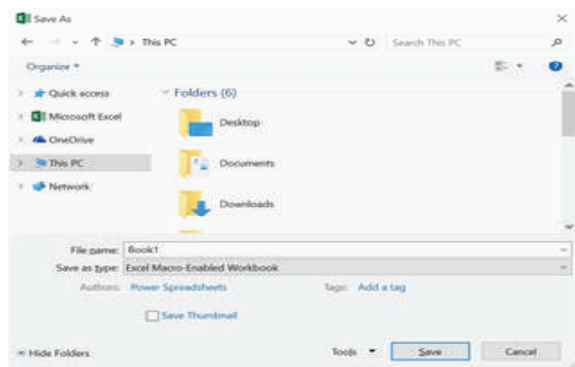 Save As
This PC
Search This PC
Organize
Quick access
Folders (6)
Microsoft Excel
Desktop
OneDrive
This PC
Documents
Network
Downloads
File name: Book1
Save as type: Excel Macro-Enabled Workbook
Authors: Power Spreadsheets
Tags: Add a tag
Save Thumbnail
Hide Folders
Tools
Save
Cancel